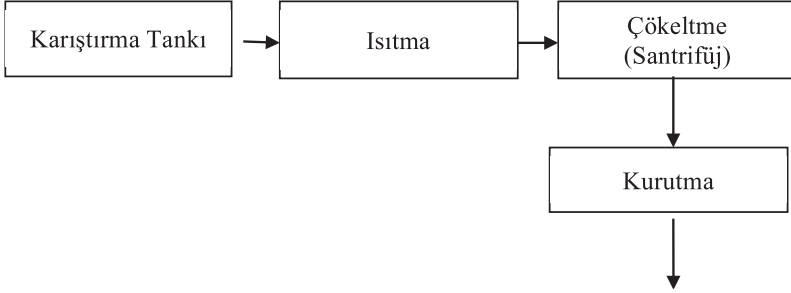 Karıştırma Tankı
Isıtma
Çökeltme
(Santrifüj)
Kurutma